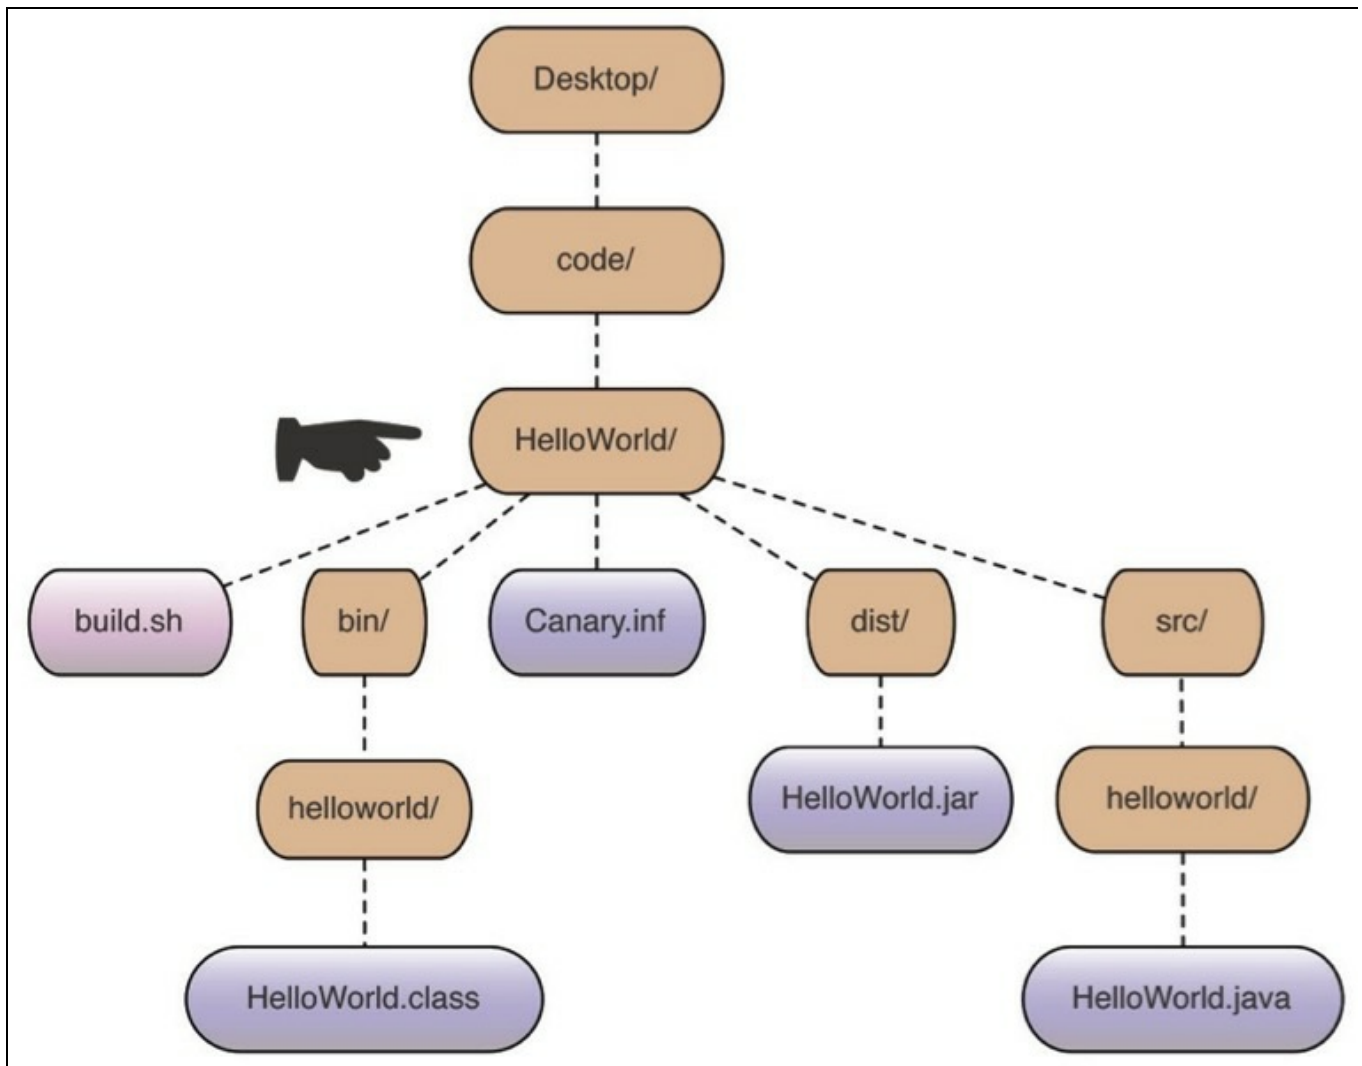 Desktop/
code/
HelloWorld/
build.sh
bin/
Canary.inf
dist/
src/
helloworld/
HelloWorld.jar
helloworld/
HelloWorld.class
HelloWorld.java